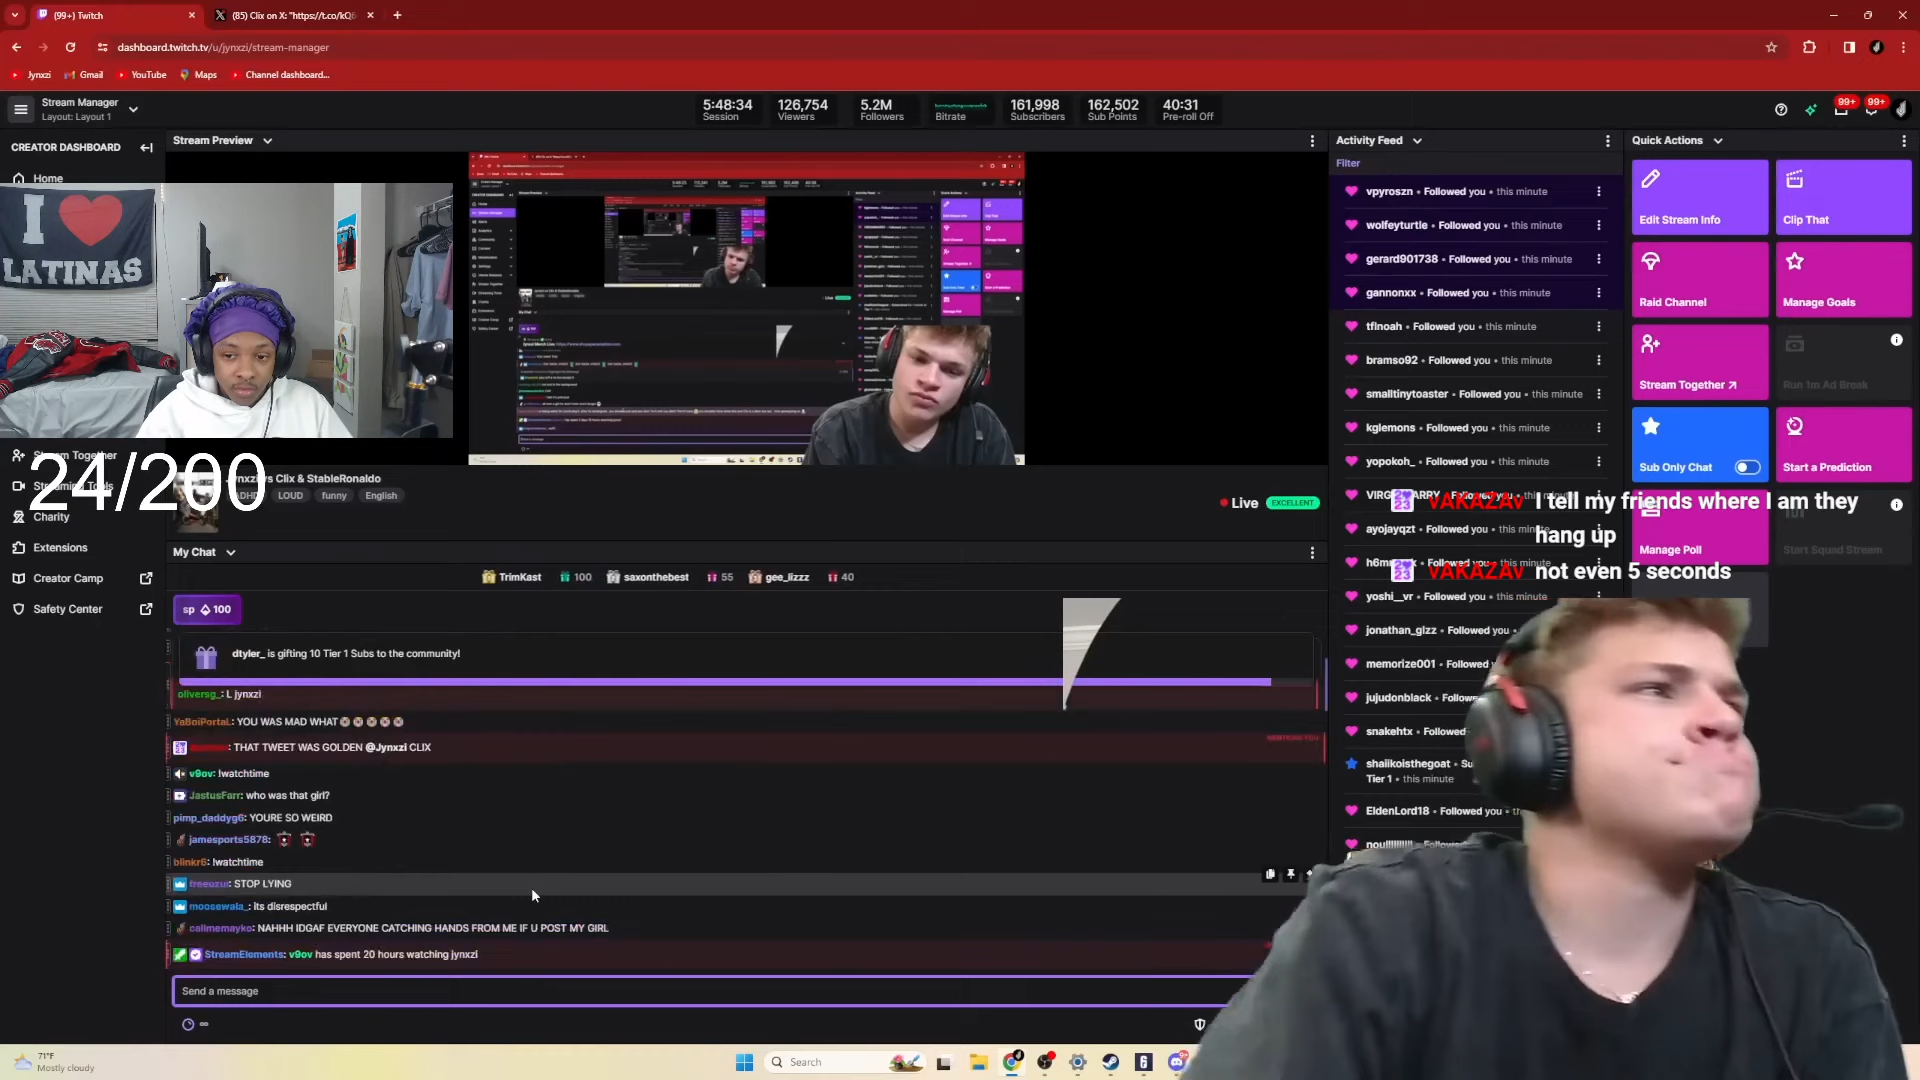 (99+) Twitch
(85) Clix on X: "https://t.co/kQ6
dashboard.twitch.tv/u/jynxzi/stream-manager
Jynxzi
Gmail
YouTube
Maps
Channel dashboard...
Stream Manager
Layout: Layout 1
5:48:34
Session
126,754
Viewers
5.2M
Followers
Bitrate
161,998
Subscribers
162,502
Sub Points
40:31
Pre-roll Off
99+
99+
CREATOR DASHBOARD
Home
I
LATINAS
Stream Together
Streaming Tools
24/200
Charity
Extensions
Creator Camp
Safety Center
Stream Preview
vs Clix & StableRonaldo
ADHD
LOUD
funny
English
Live
EXCELLENT
My Chat
TrimKast
100
saxonthebest
55
gee_lizzz
40
sp 100
dtyler_ is gifting 10 Tier 1 Subs to the community!
oliversg_: L jynxzi
YaBoiPortaL: YOU WAS MAD WHAT
: THAT TWEET WAS GOLDEN @Jynxzi CLIX
v9ov: !watchtime
JastusFarr: who was that girl?
pimp_daddyg6: YOURE SO WEIRD
jamesports5878:
blinkr6: !watchtime
: STOP LYING
moosewala_: its disrespectful
callmemayko: NAHHH IDGAF EVERYONE CATCHING HANDS FROM ME IF U POST MY GIRL
StreamElements: v9ov has spent 20 hours watching jynxzi
Send a message
Activity Feed
Filter
vpyroszn • Followed you • this minute
wolfeyturtle • Followed you • this minute
gerard901738 • Followed you • this minute
gannonxx • Followed you • this minute
tflnoah • Followed you • this minute
bramso92 • Followed you • this minute
smalltinytoaster • Followed you • this minute
kglemons • Followed you • this minute
yopokoh_ • Followed you • this minute
ayojayqzt • Followed you • this minute
yoshi__vr • Followed you • this minute
jonathan_glzz • Followed you
memorize001 • Followed
jujudonblack • Follow
snakehtx • Followed
shaiikoisthegoat • Su
Tier 1 • this minute
EldenLord18 • Followed you
Quick Actions
Edit Stream Info
Clip That
Raid Channel
Manage Goals
Stream Together
Run 1m Ad Break
Sub Only Chat
Start a Prediction
Manage Poll
Start Squad Stream
vAKAZAv I tell my friends where I am they
hang up
vAKAZAv not even 5 seconds
71°F
Mostly cloudy
Search